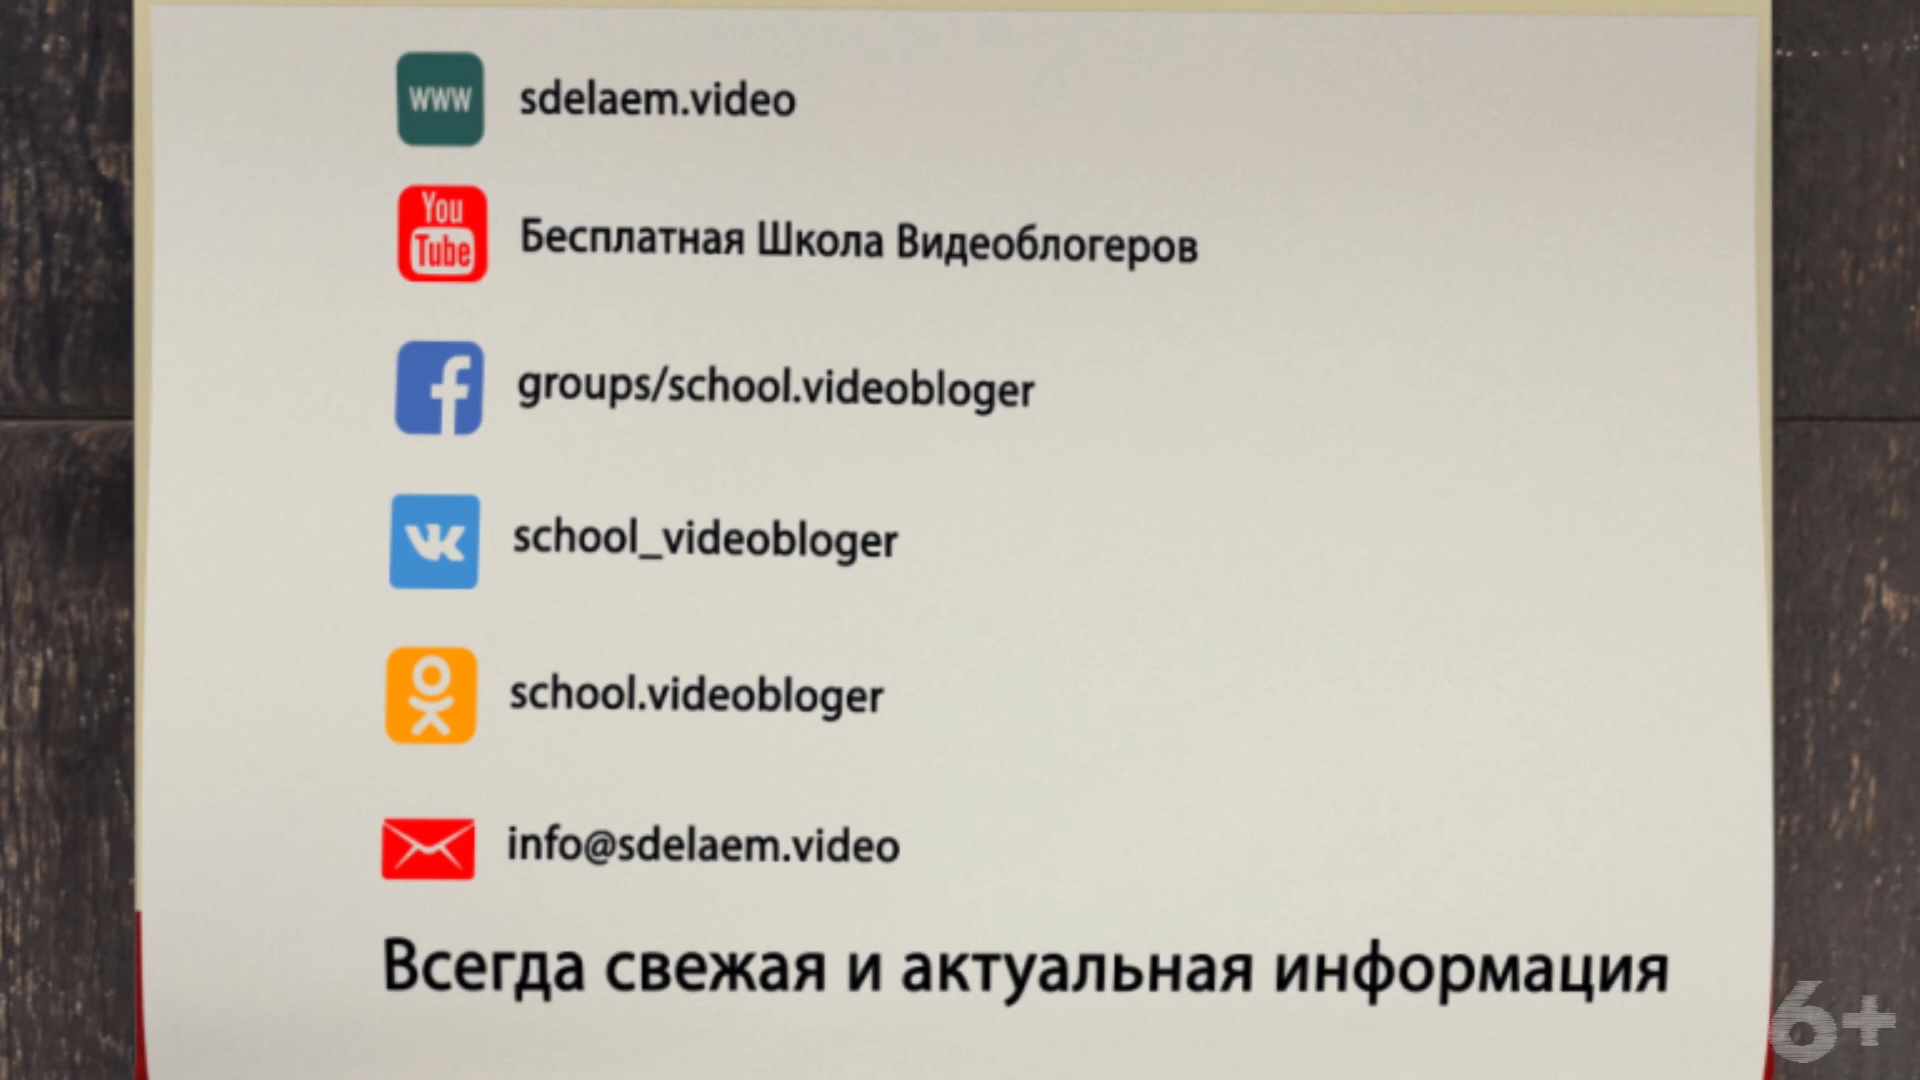 www sdelaem.video
You Tube Бесплатная Школа Видеоблогеров
f groups/school.videobloger
vk school_videobloger
school.videobloger
info@sdelaem.video
Всегда свежая и актуальная информация
6+